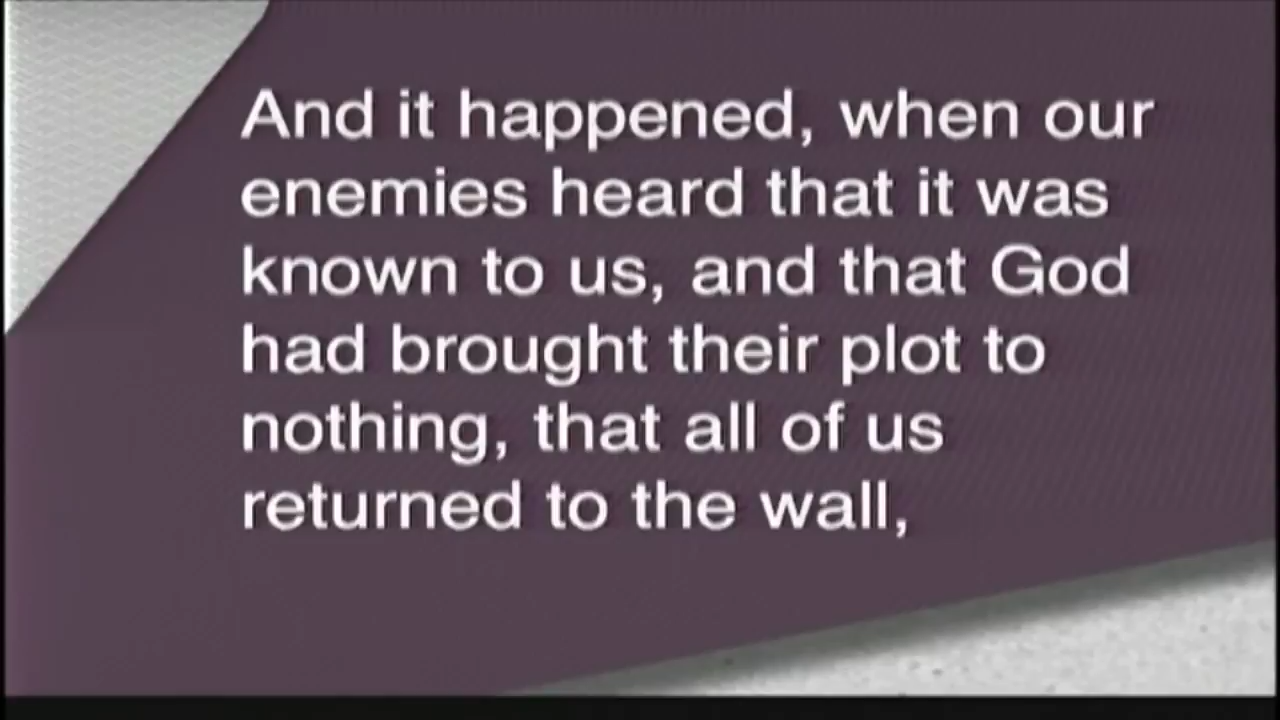 And it happened, when our
enemies heard that it was
known to us, and that God
had brought their plot to
nothing, that all of us
returned to the wall,